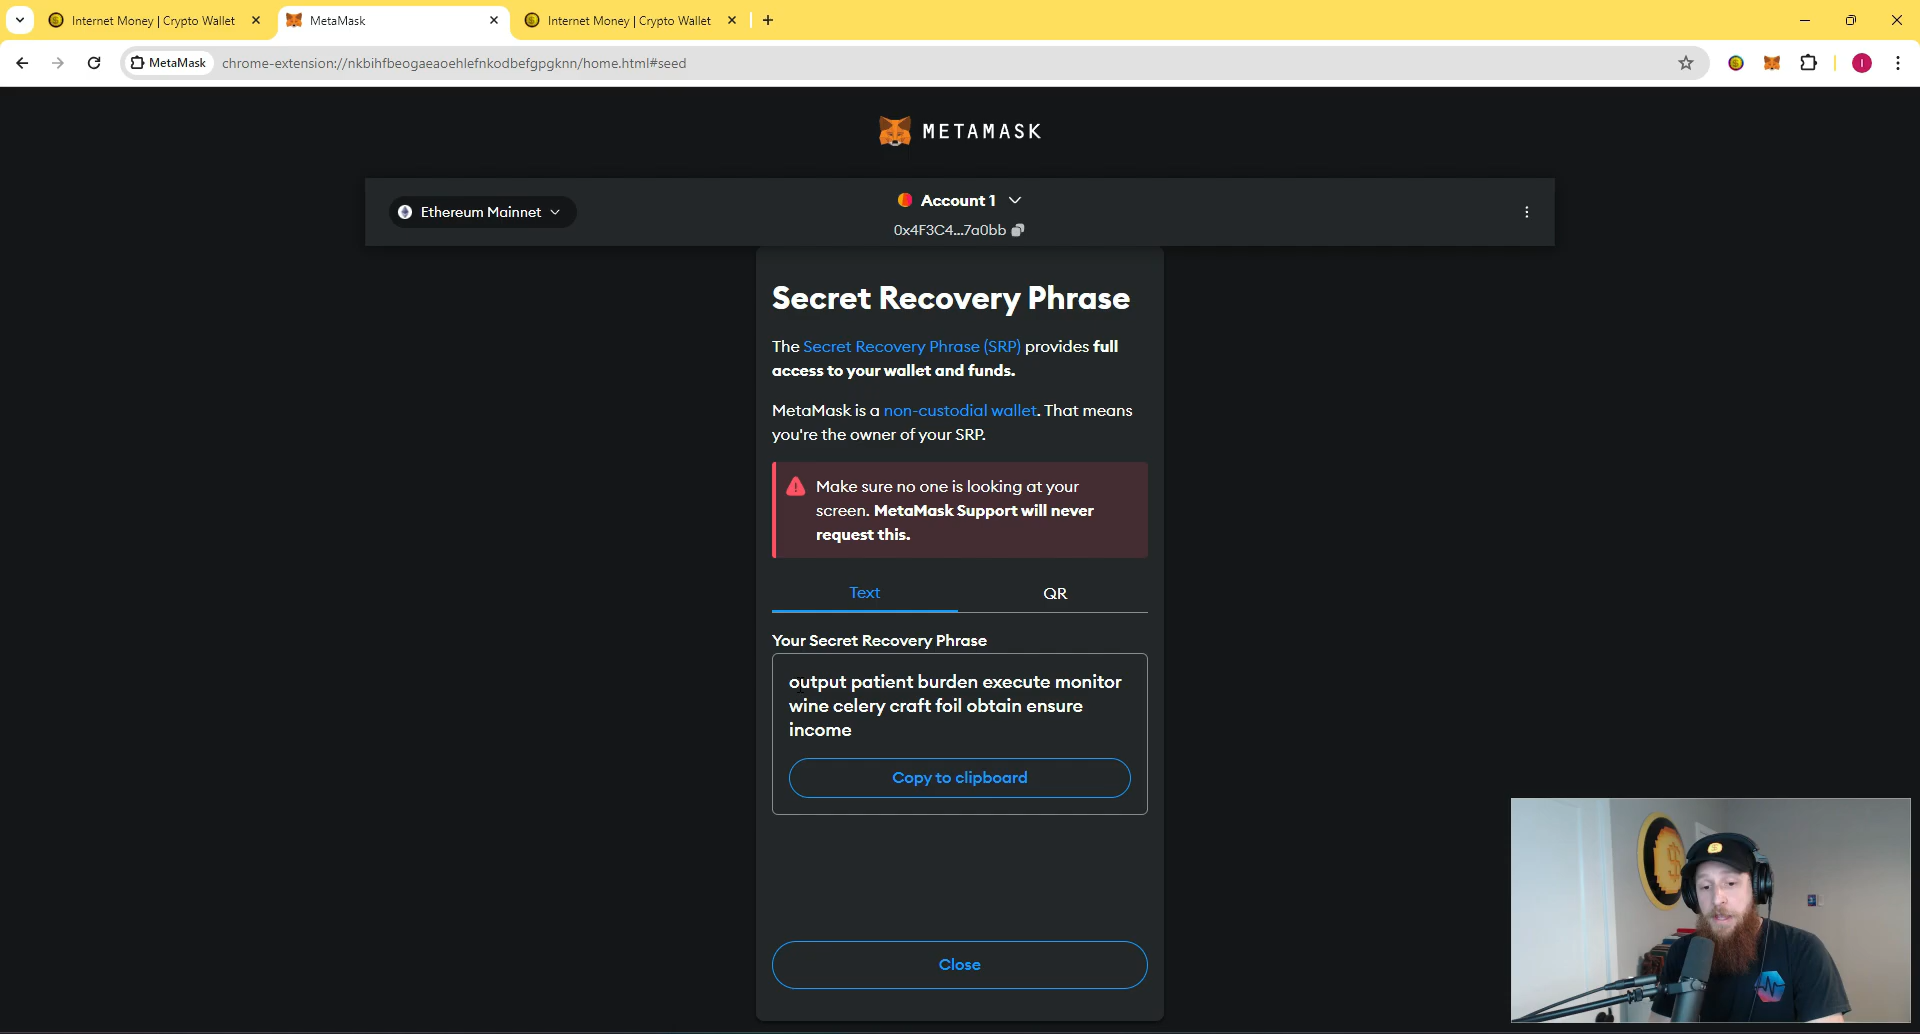 Internet Money | Crypto Wallet
MetaMask
Internet Money | Crypto Wallet
MetaMask
chrome-extension://nkbihfbeogaeaoehlefnkodbefgpgknn/home.html#seed
I
METAMASK
Ethereum Mainnet
Account 1
0x4F3C4...7a0bb
Secret Recovery Phrase
The Secret Recovery Phrase (SRP) provides full
access to your wallet and funds.
MetaMask is a non-custodial wallet. That means
you're the owner of your SRP.
Make sure no one is looking at your
screen. MetaMask Support will never
request this.
Text
QR
Your Secret Recovery Phrase
output patient burden execute monitor
wine celery craft foil obtain ensure
income
Copy to clipboard
Close